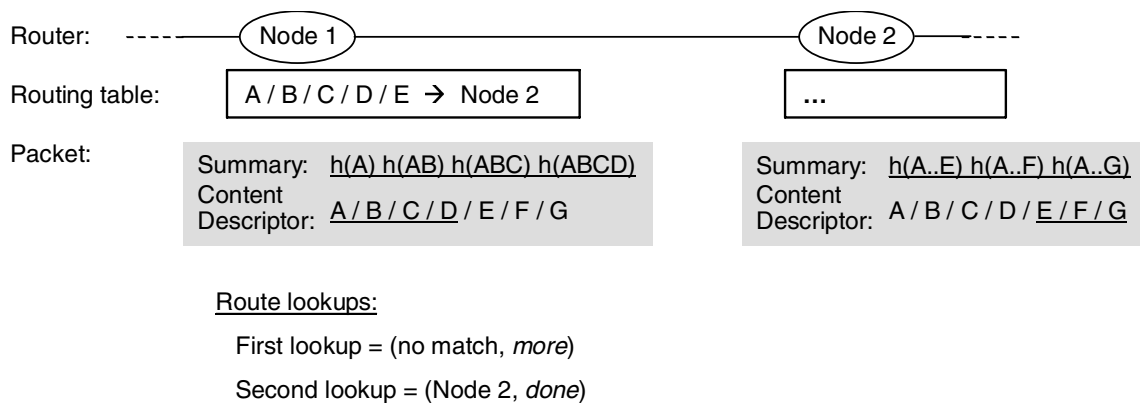 Router: Node 1 Node 2
Routing table: A / B / C / D / E → Node 2 ...
Packet:
Summary: h(A) h(AB) h(ABC) h(ABCD)
Content
Descriptor: A / B / C / D / E / F / G
Summary: h(A..E) h(A..F) h(A..G)
Content
Descriptor: A / B / C / D / E / F / G
Route lookups:
First lookup = (no match, more)
Second lookup = (Node 2, done)